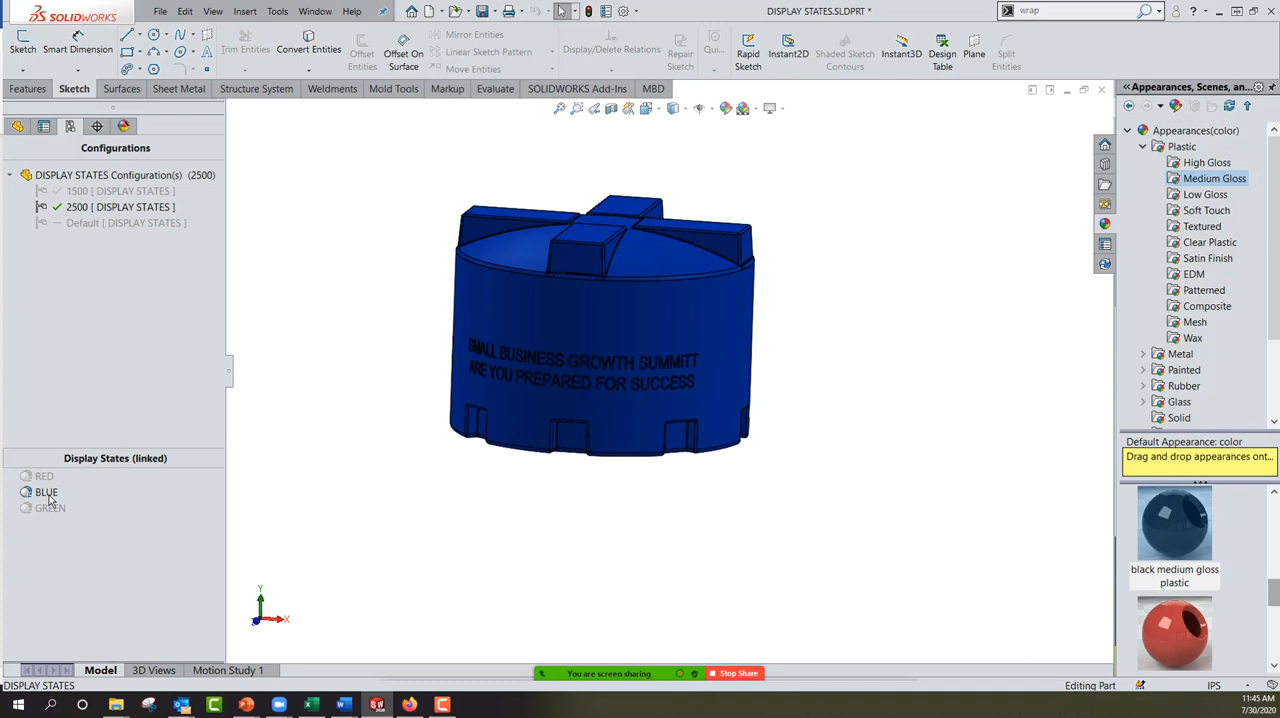 SOLIDWORKS File Edit View Insert Tools Window Help DISPLAY STATES.SLDPRT * wrap
Sketch Smart Dimension Trim Entities Convert Entities Offset Entities Offset On Surface Mirror Entities Linear Sketch Pattern Move Entities Display/Delete Relations Repair Sketch Qui... Rapid Sketch Instant2D Shaded Sketch Contours Instant3D Design Table Plane Split Entities
Features Sketch Surfaces Sheet Metal Structure System Weldments Mold Tools Markup Evaluate SOLIDWORKS Add-Ins MBD
Configurations
DISPLAY STATES Configuration(s) (2500)
1500 [ DISPLAY STATES ]
2500 [ DISPLAY STATES ]
Default [ DISPLAY STATES ]
Display States (linked)
RED
BLUE
GREEN
SMALL BUSINESS GROWTH SUMMITT
ARE YOU PREPARED FOR SUCCESS
Y
X
Appearances, Scenes, an...
Appearances(color)
Plastic
High Gloss
Medium Gloss
Low Gloss
Soft Touch
Textured
Clear Plastic
Satin Finish
EDM
Patterned
Composite
Mesh
Wax
Metal
Painted
Rubber
Glass
Solid
Default Appearance: color
Drag and drop appearances ont...
black medium gloss
plastic
Model 3D Views Motion Study 1
You are screen sharing Stop Share
DISPLAY STATES Editing Part IPS
11:45 AM
7/30/2020